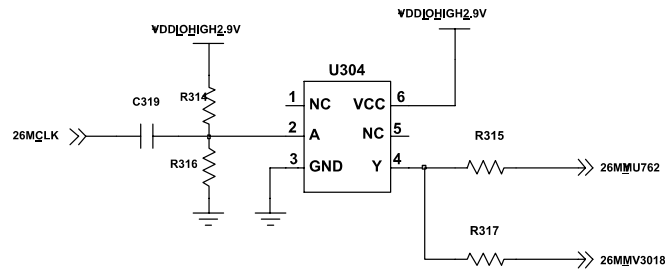 VDDIOHIGH2.9V
VDDIOHIGH2.9V
U304
C319
R314
1 NC VCC 6
26MCLK
2 A NC 5
R315
R316
3 GND Y 4
26MMU762
R317
26MMV3018